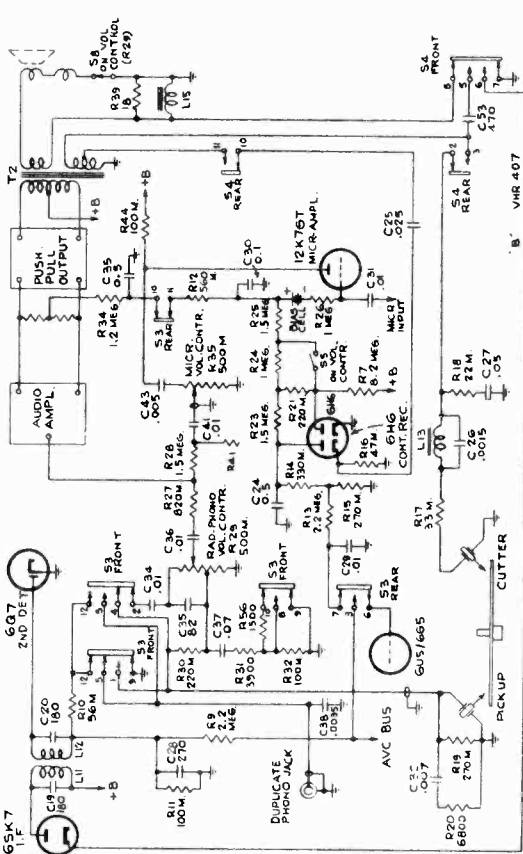 6SK7
I.F.
C19
180
L11
L12
C20
180
6Q7
2ND DET
+B
R10
56M
R11
100M.
C28
270
R9
2.2
MEG.
S3
FRONT
S3
FRONT
C34
.01
C35
82
R30
220M
C37
.07
R31
3900
R56
1500
R32
100M
S3
FRONT
C36
.01
R27
820M
R28
1.5 MEG
RAD.-PHONO
VOL.CONTR.
R29
500M.
R41
C41
.01
C43
.005
MICR.
VOL.CONTR.
R35
500M
AUDIO
AMPL.
PUSH
PULL
OUTPUT
R34
1.2 MEG
C35
0.5
T2
+B
R44
100M.
+B
S3
REAR
R12
560
M.
C30
0.1
12K7GT
MICR-AMPL.
C31
.01
MICR.
INPUT
R26
1 MEG
BIAS
CELL
R25
1.5 MEG
R24
1 MEG
R23
1.5 MEG
S5
ON VOL
CONTR.
R21
220M
R7
8.2 MEG.
+B
6H6
6H6
CONT. REC.
R16
47M
C24
0.5
R14
330M.
R13
2.2 MEG.
R15
270M
C29
.01
S3
REAR
6U5/6G5
C38
.0035
DUPLICATE
PHONO JACK
AVC BUS
R19
270M
R20
6800
PICKUP
CUTTER
R17
33M.
L13
C26
.0015
R18
22M
C27
.05
C25
.025
S4
REAR
S4
REAR
C53
470
S4
FRONT
S8
ON VOL
CONTROL
(R29)
R39
18
L15
'B'
VHR 407